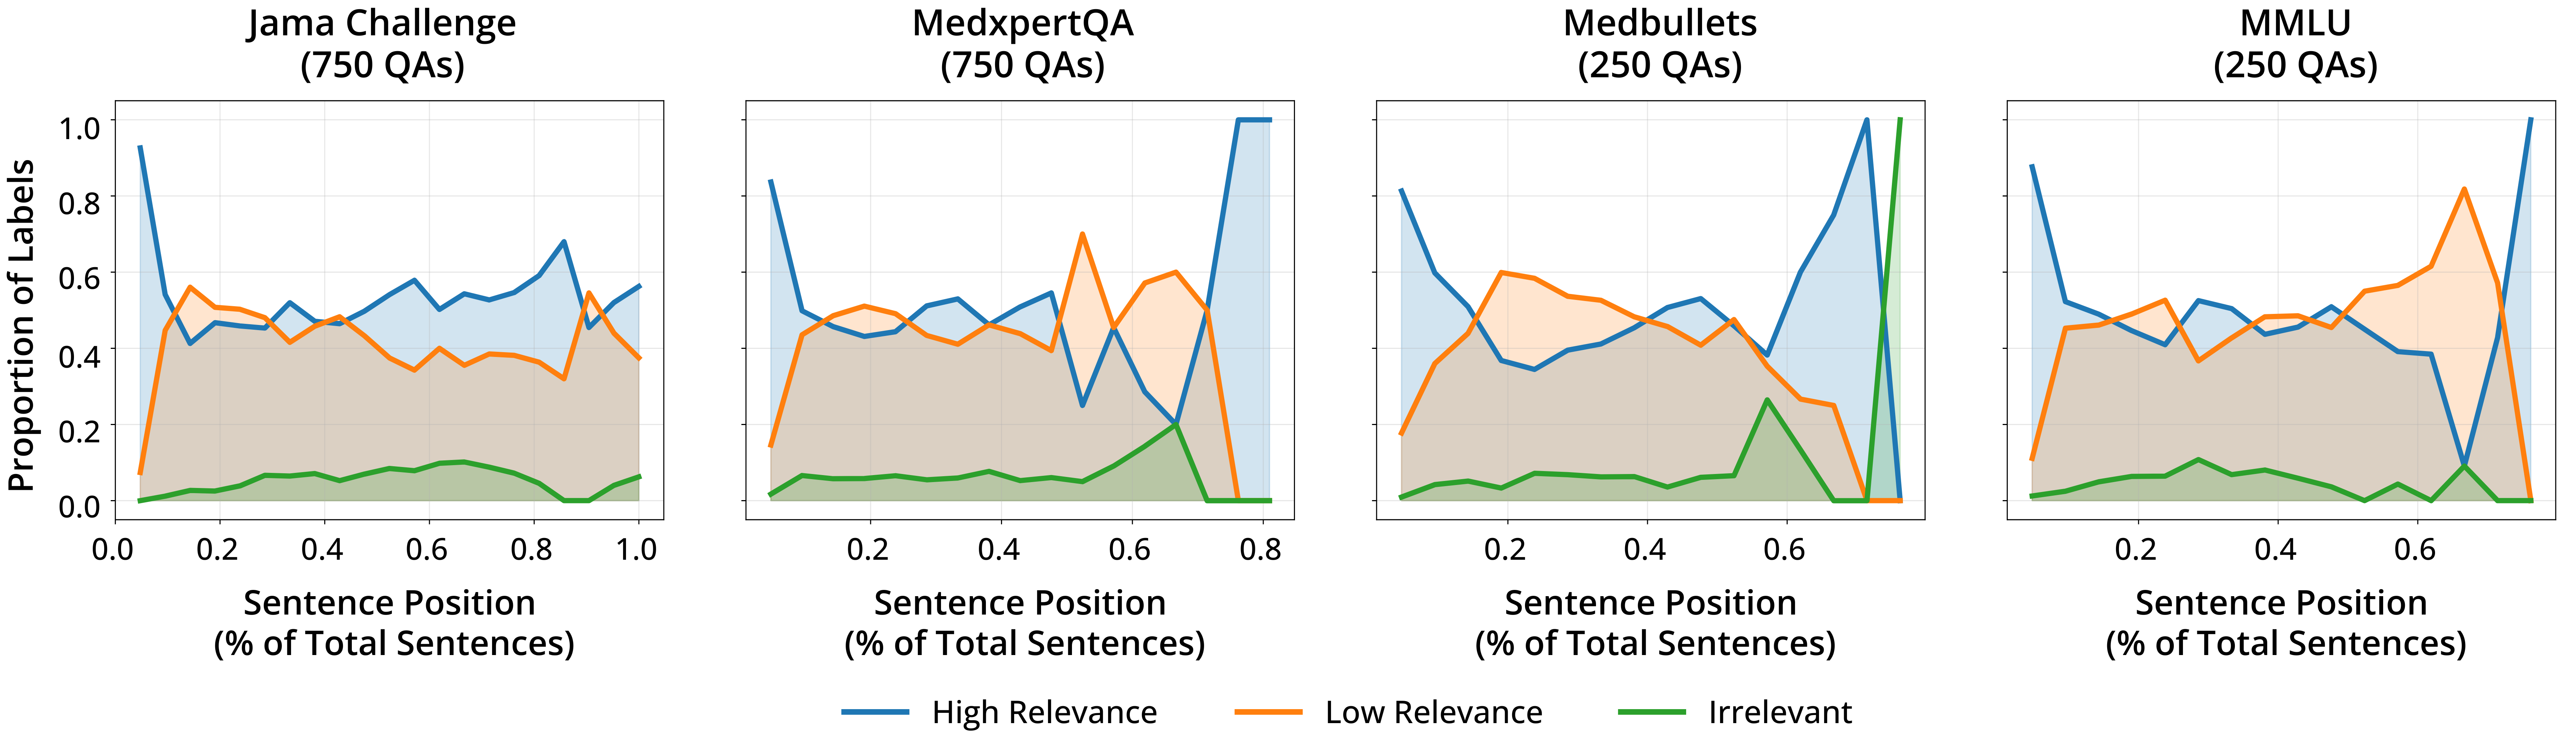 Jama Challenge
(750 QAs)
MedxpertQA
(750 QAs)
Medbullets
(250 QAs)
MMLU
(250 QAs)
Proportion of Labels
1.0
0.8
0.6
0.4
0.2
0.0
0.0 0.2 0.4 0.6 0.8 1.0
0.2 0.4 0.6 0.8
0.2 0.4 0.6
0.2 0.4 0.6
Sentence Position
(% of Total Sentences)
Sentence Position
(% of Total Sentences)
Sentence Position
(% of Total Sentences)
Sentence Position
(% of Total Sentences)
High Relevance
Low Relevance
Irrelevant